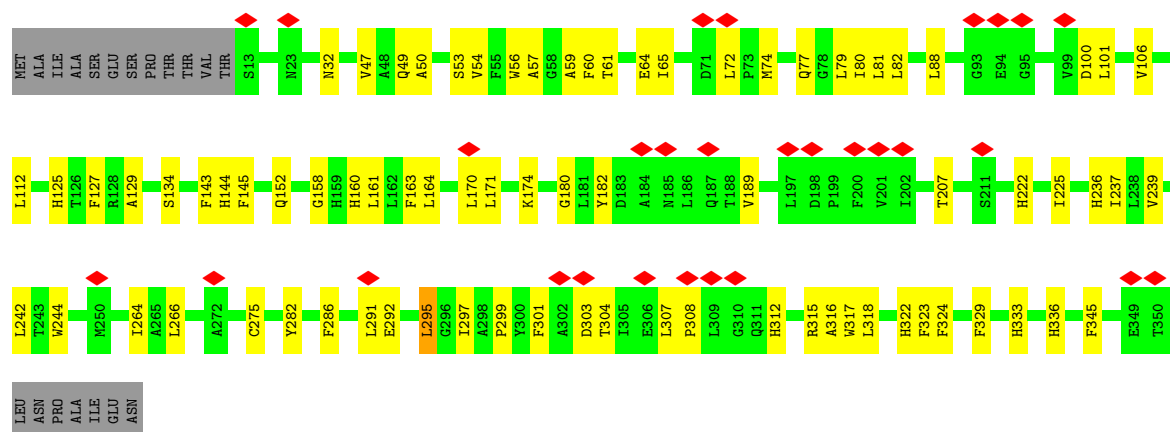 MET ALA ILE ALA SER GLU SER PRO THR THR VAL THR S13 N23 N32 V47 A48 Q49 A50 S53 V54 F55 W56 A57 G58 A59 F60 T61 E64 I65 D71 L72 P73 M74 Q77 G78 L79 I80 L81 L82 L88 G93 E94 G95 V99 D100 L101 V106
L112 H125 T126 F127 R128 A129 S134 F143 H144 F145 Q152 G158 H159 H160 L161 L162 F163 L164 L170 L171 K174 G180 L181 Y182 D183 A184 N185 L186 Q187 T188 V189 L197 D198 P199 F200 V201 I202 T207 S211 H222 I225 H236 I237 L238 V239
L242 T243 W244 M250 I264 A265 L266 A272 C275 Y282 F286 L291 E292 L295 G296 I297 A298 P299 Y300 F301 A302 D303 T304 I305 E306 L307 P308 L309 G310 Q311 H312 R315 A316 W317 L318 H322 F323 F324 F329 H333 H336 F345 E349 T350
LEU ASN PRO ALA ILE GLU ASN